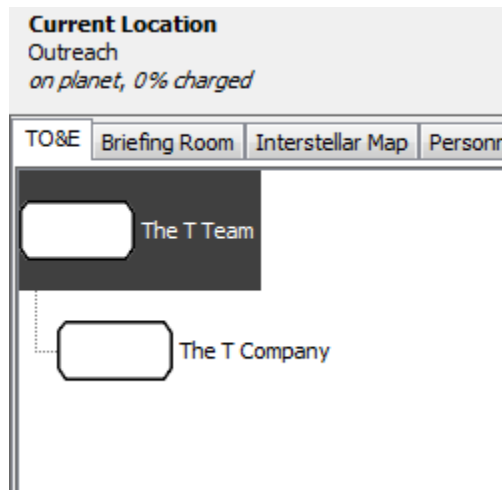 Current Location
Outreach
on planet, 0% charged
TO&E Briefing Room Interstellar Map
The T Team
The T Company